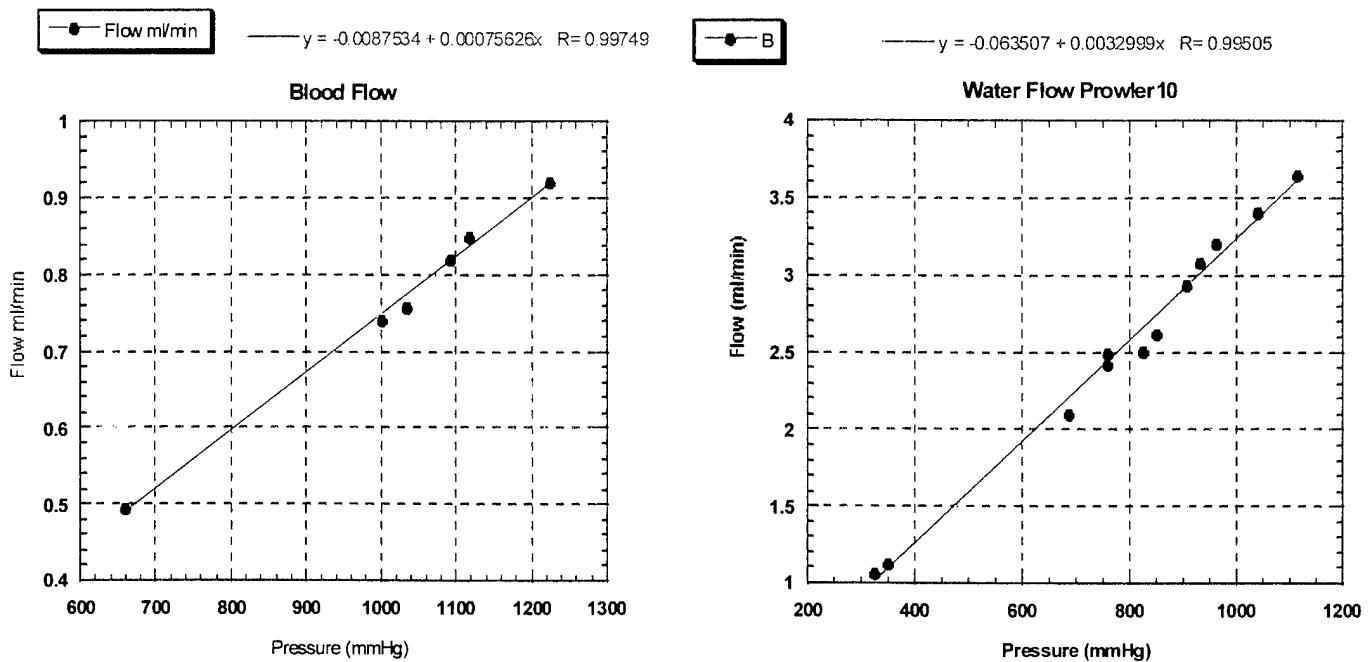 Flow ml/min
y = -0.0087534 + 0.00075626x R= 0.99749
Blood Flow
1
0.9
0.8
0.7
0.6
0.5
0.4
Flow ml/min
600 700 800 900 1000 1100 1200 1300
Pressure (mmHg)
B
y = -0.063507 + 0.0032999x R= 0.99505
Water Flow Prowler10
4
3.5
3
2.5
2
1.5
1
Flow (ml/min)
200 400 600 800 1000 1200
Pressure (mmHg)